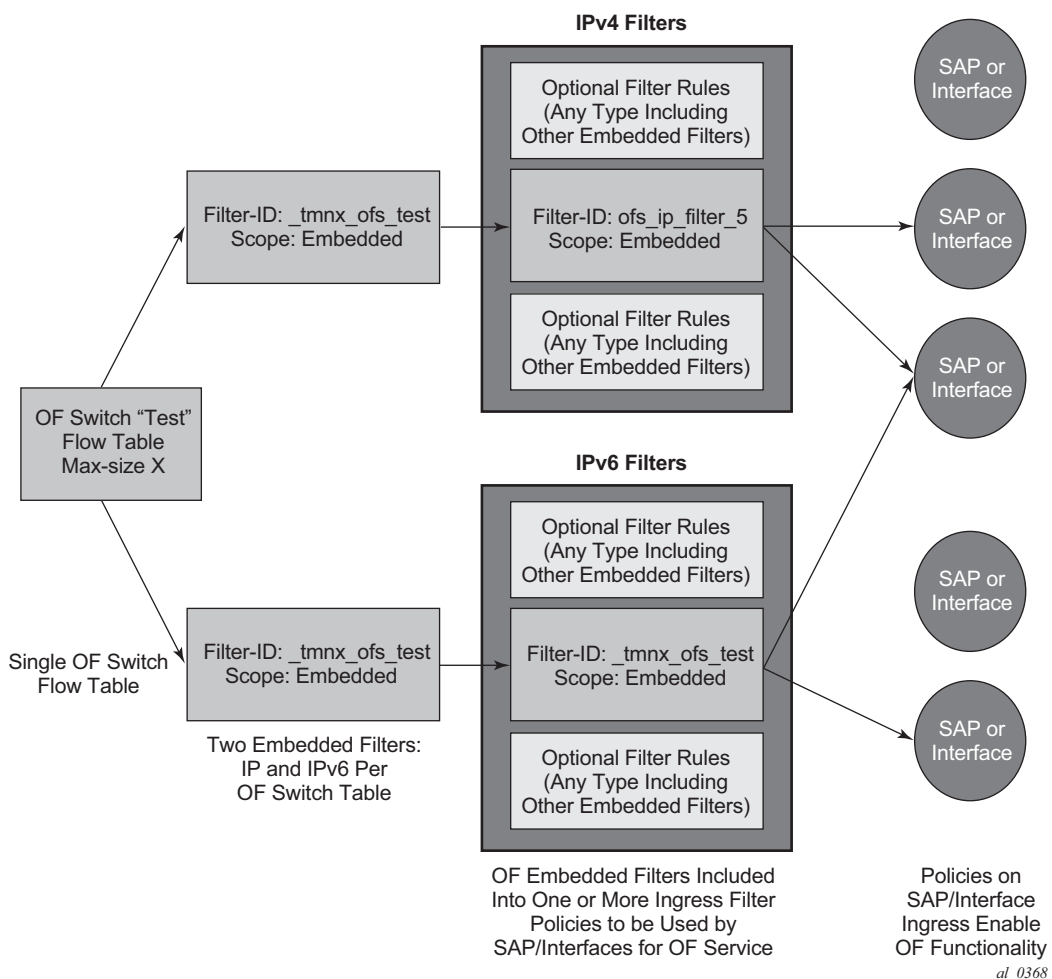 IPv4 Filters
Optional Filter Rules
(Any Type Including
Other Embedded Filters)
Filter-ID: _tmnx_ofs_test
Scope: Embedded
Filter-ID: ofs_ip_filter_5
Scope: Embedded
Optional Filter Rules
(Any Type Including
Other Embedded Filters)
SAP or
Interface
SAP or
Interface
SAP or
Interface
OF Switch “Test”
Flow Table
Max-size X
IPv6 Filters
Optional Filter Rules
(Any Type Including
Other Embedded Filters)
Single OF Switch
Flow Table
Filter-ID: _tmnx_ofs_test
Scope: Embedded
Filter-ID: _tmnx_ofs_test
Scope: Embedded
Optional Filter Rules
(Any Type Including
Other Embedded Filters)
SAP or
Interface
SAP or
Interface
Two Embedded Filters:
IP and IPv6 Per
OF Switch Table
OF Embedded Filters Included
Into One or More Ingress Filter
Policies to be Used by
SAP/Interfaces for OF Service
Policies on
SAP/Interface
Ingress Enable
OF Functionality
al_0368